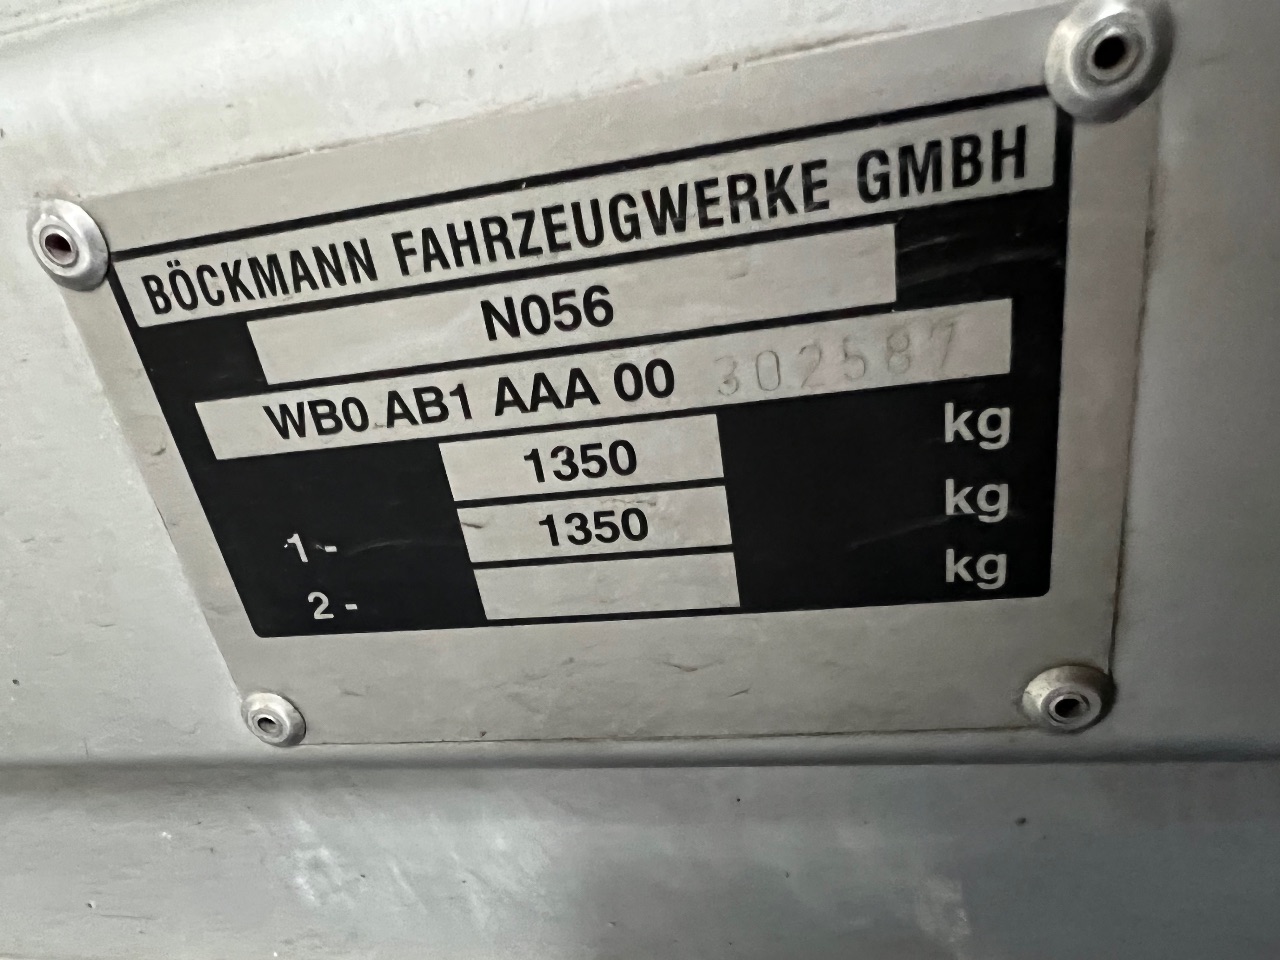 BÖCKMANN FAHRZEUGWERKE GMBH
N056
WB0 AB1 AAA 00 302587
1350 kg
1- 1350 kg
2- kg